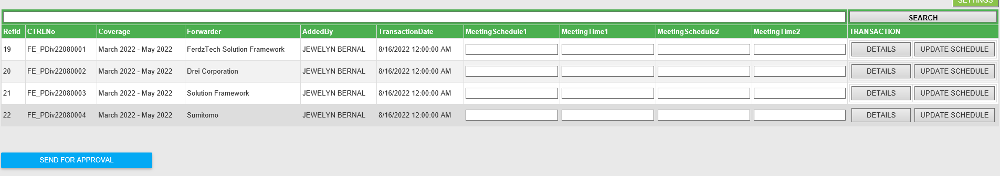 SETTINGS
SEARCH
RefId CTRLNo Coverage Forwarder AddedBy TransactionDate MeetingSchedule1 MeetingTime1 MeetingSchedule2 MeetingTime2 TRANSACTION
19 FE_PDiv22080001 March 2022 - May 2022 FerdzTech Solution Framework JEWELYN BERNAL 8/16/2022 12:00:00 AM DETAILS UPDATE SCHEDULE
20 FE_PDiv22080002 March 2022 - May 2022 Drei Corporation JEWELYN BERNAL 8/16/2022 12:00:00 AM DETAILS UPDATE SCHEDULE
21 FE_PDiv22080003 March 2022 - May 2022 Solution Framework JEWELYN BERNAL 8/16/2022 12:00:00 AM DETAILS UPDATE SCHEDULE
22 FE_PDiv22080004 March 2022 - May 2022 Sumitomo JEWELYN BERNAL 8/16/2022 12:00:00 AM DETAILS UPDATE SCHEDULE
SEND FOR APPROVAL